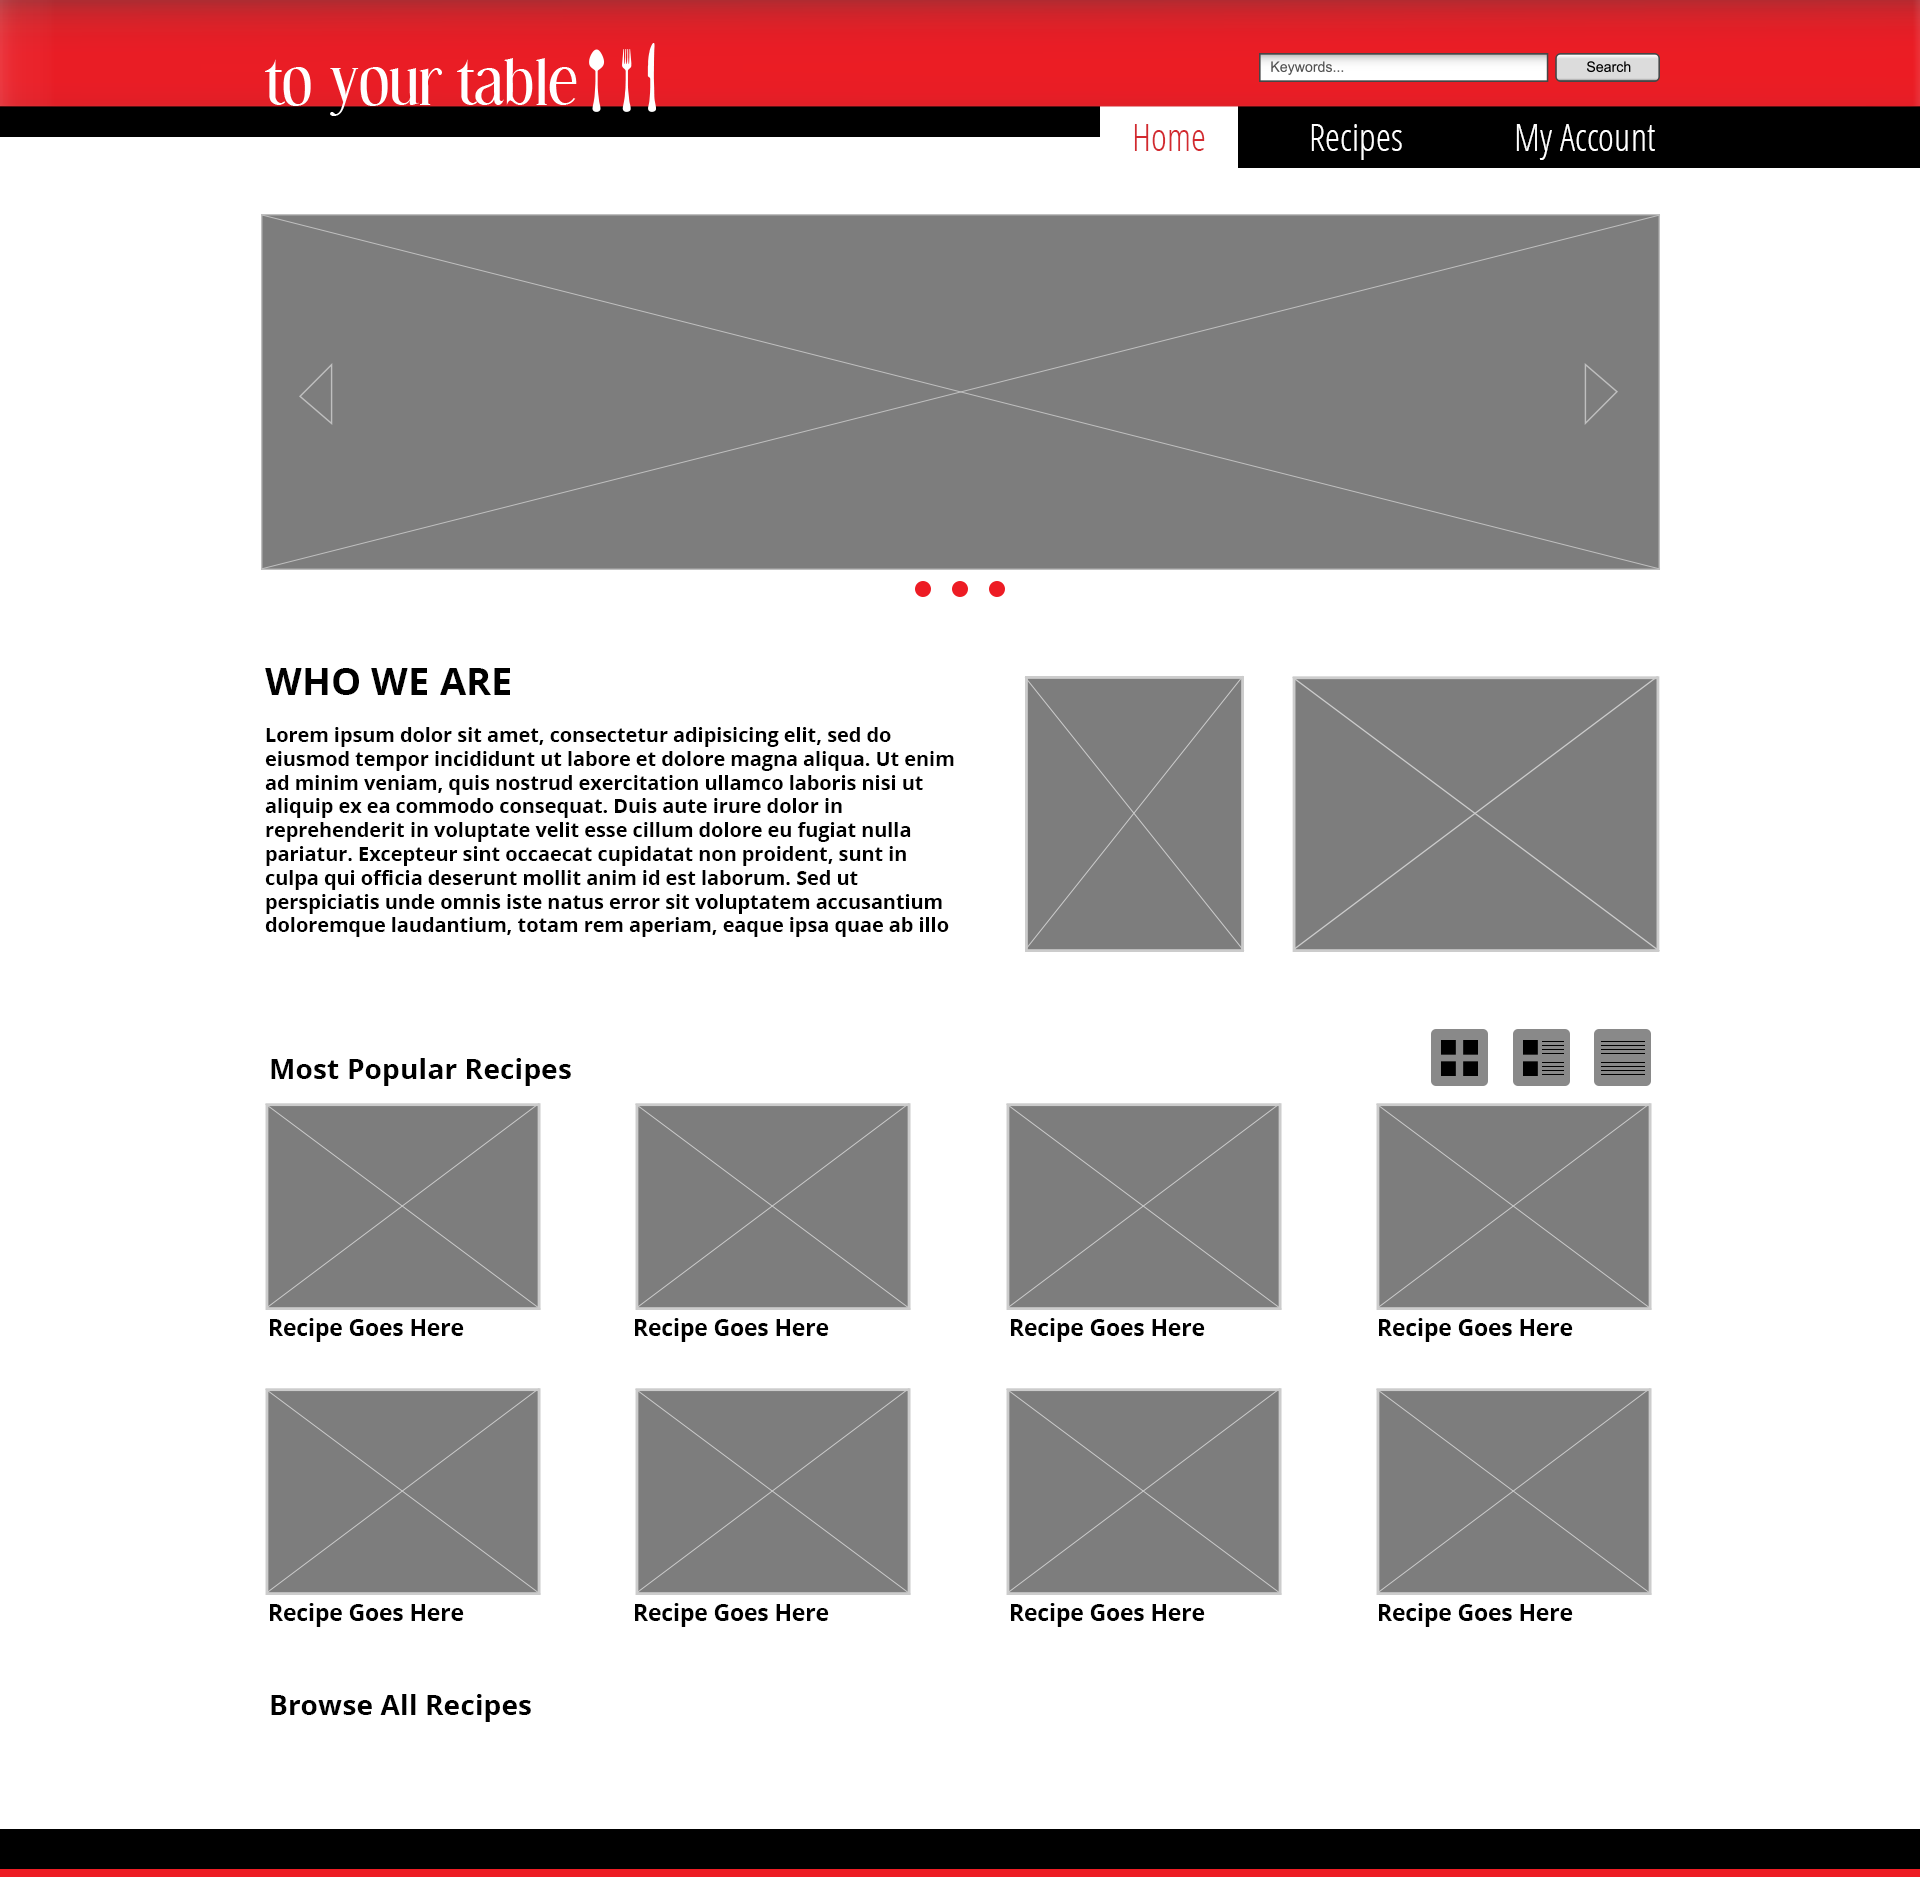 to your table
Keywords...
Search
Home
Recipes
My Account
WHO WE ARE
Lorem ipsum dolor sit amet, consectetur adipisicing elit, sed do
eiusmod tempor incididunt ut labore et dolore magna aliqua. Ut enim
ad minim veniam, quis nostrud exercitation ullamco laboris nisi ut
aliquip ex ea commodo consequat. Duis aute irure dolor in
reprehenderit in voluptate velit esse cillum dolore eu fugiat nulla
pariatur. Excepteur sint occaecat cupidatat non proident, sunt in
culpa qui officia deserunt mollit anim id est laborum. Sed ut
perspiciatis unde omnis iste natus error sit voluptatem accusantium
doloremque laudantium, totam rem aperiam, eaque ipsa quae ab illo
Most Popular Recipes
Recipe Goes Here
Recipe Goes Here
Recipe Goes Here
Recipe Goes Here
Recipe Goes Here
Recipe Goes Here
Recipe Goes Here
Recipe Goes Here
Browse All Recipes